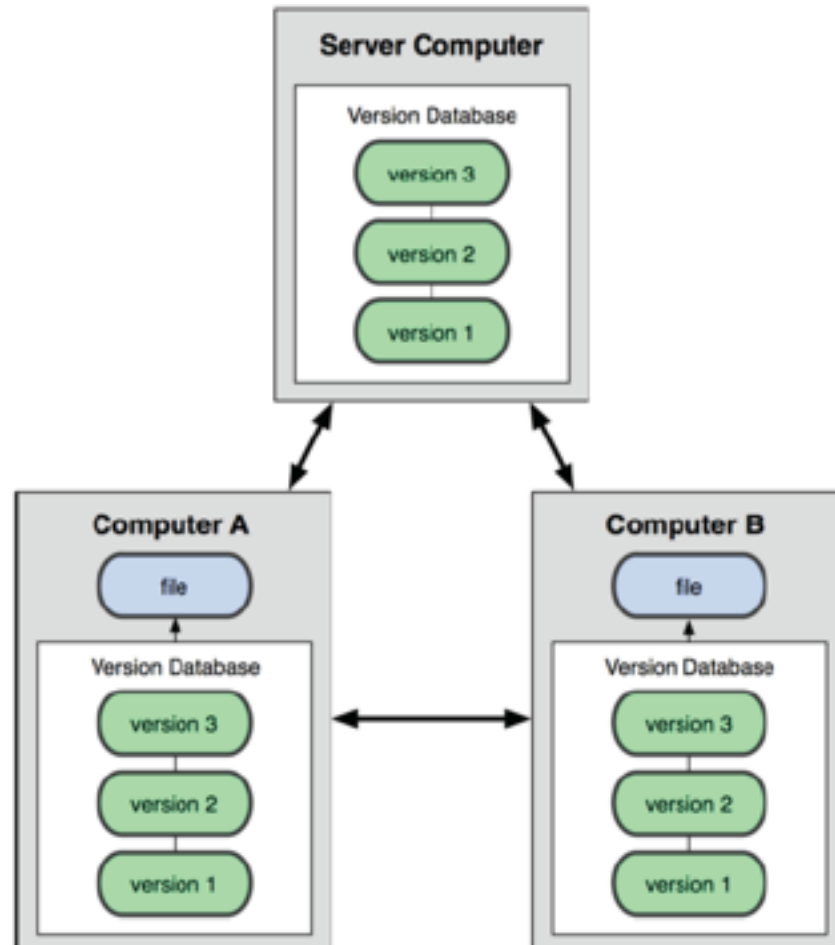 Server Computer
Version Database
version 3
version 2
version 1
Computer A
file
Version Database
version 3
version 2
version 1
Computer B
file
Version Database
version 3
version 2
version 1